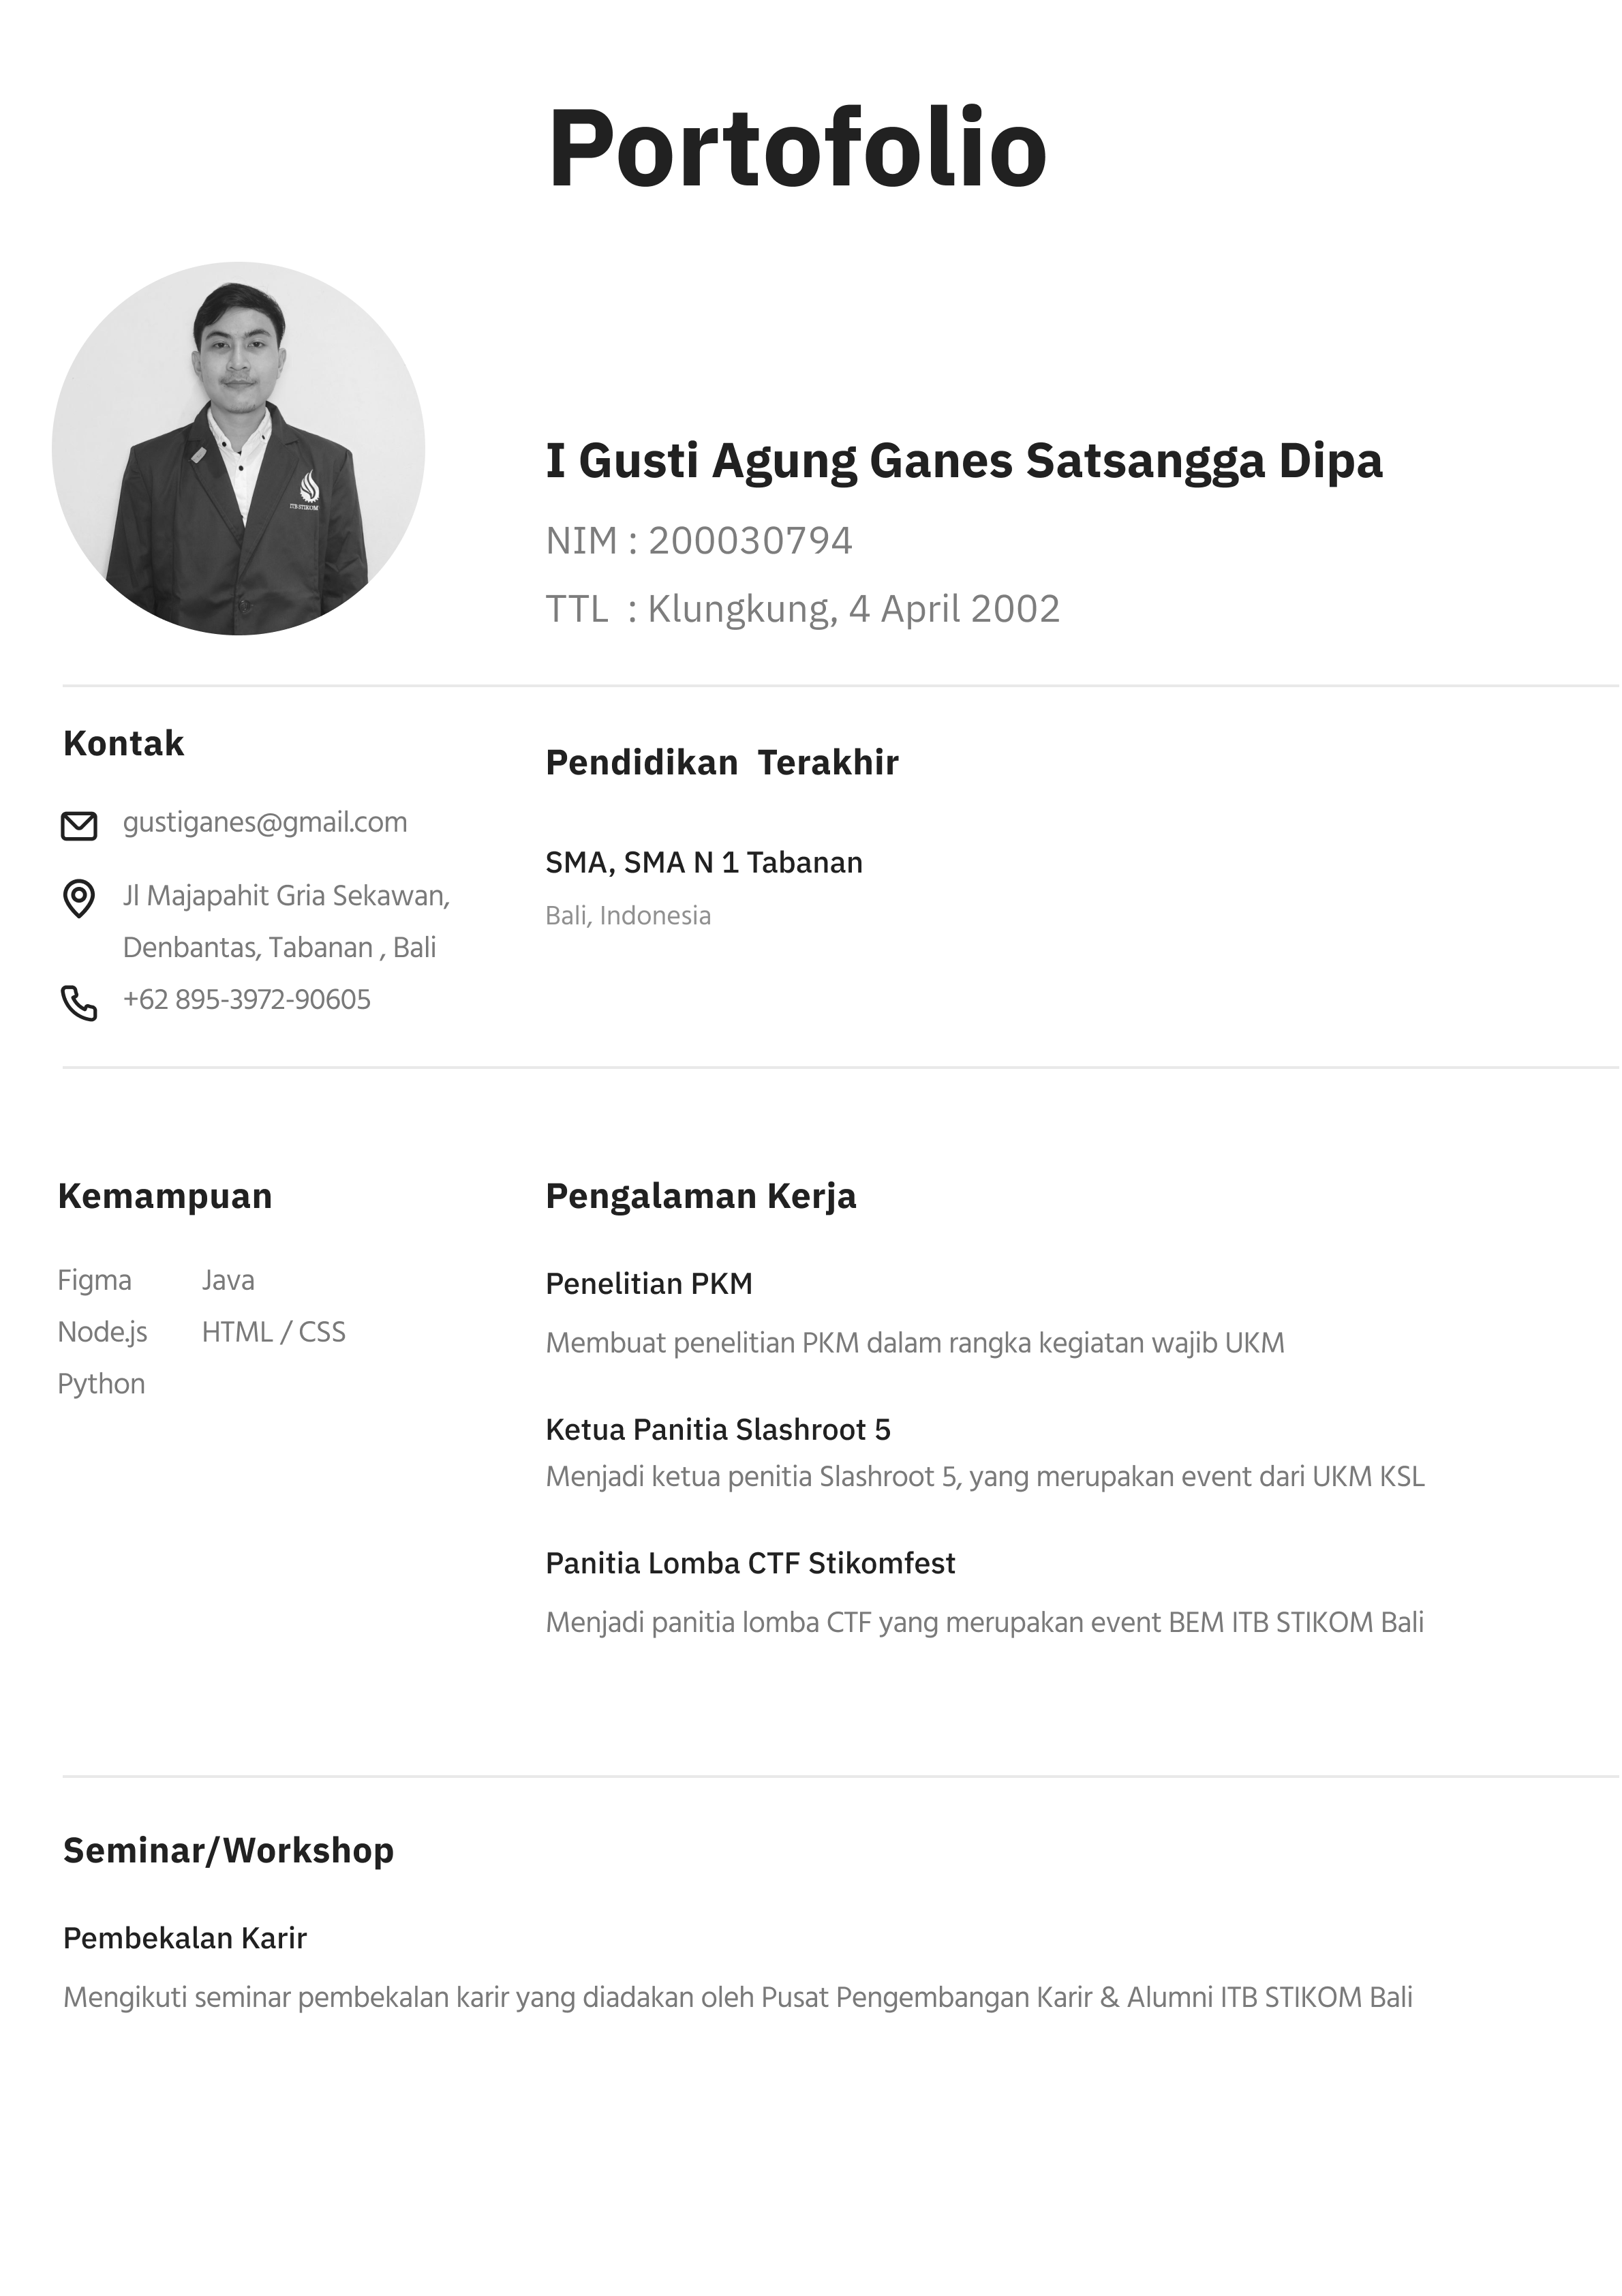 Portofolio
ITB STIKOM
I Gusti Agung Ganes Satsangga Dipa
NIM : 200030794
TTL : Klungkung, 4 April 2002
Kontak
gustiganes@gmail.com
Jl Majapahit Gria Sekawan,
Denbantas, Tabanan , Bali
+62 895-3972-90605
Pendidikan Terakhir
SMA, SMA N 1 Tabanan
Bali, Indonesia
Kemampuan
Figma Java
Node.js HTML / CSS
Python
Pengalaman Kerja
Penelitian PKM
Membuat penelitian PKM dalam rangka kegiatan wajib UKM
Ketua Panitia Slashroot 5
Menjadi ketua penitia Slashroot 5, yang merupakan event dari UKM KSL
Panitia Lomba CTF Stikomfest
Menjadi panitia lomba CTF yang merupakan event BEM ITB STIKOM Bali
Seminar/Workshop
Pembekalan Karir
Mengikuti seminar pembekalan karir yang diadakan oleh Pusat Pengembangan Karir & Alumni ITB STIKOM Bali